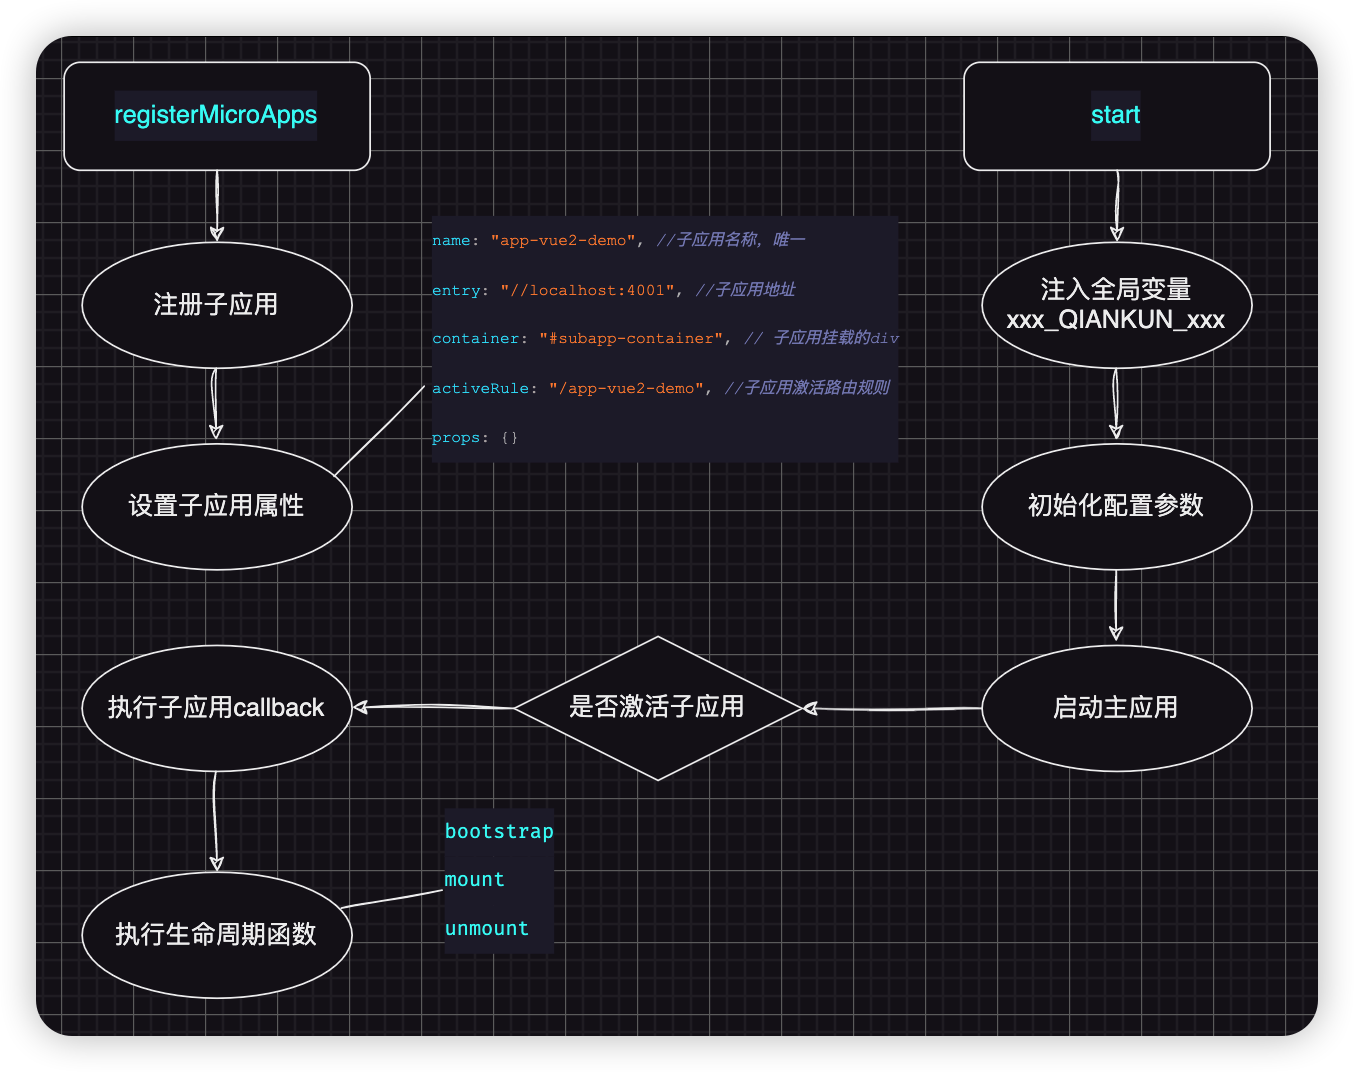 registerMicroApps
start
注册子应用
name: "app-vue2-demo", //子应用名称，唯一
entry: "//localhost:4001", //子应用地址
container: "#subapp-container", // 子应用挂载的div
activeRule: "/app-vue2-demo", //子应用激活路由规则
props: {}
注入全局变量
xxx_QIANKUN_xxx
设置子应用属性
初始化配置参数
执行子应用callback
是否激活子应用
启动主应用
bootstrap
mount
unmount
执行生命周期函数